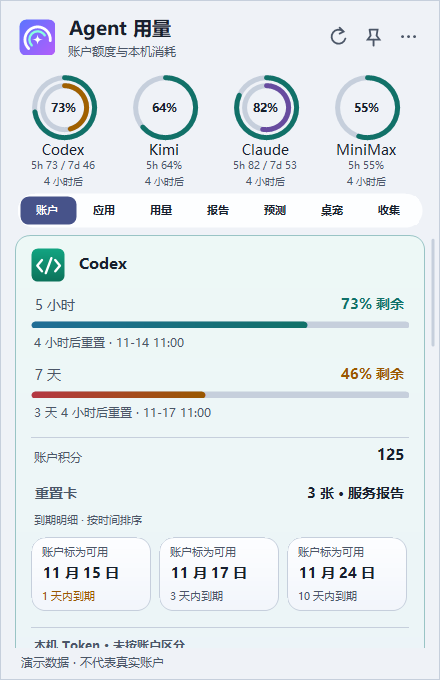 Agent 用量
账户额度与本机消耗
73% 64% 82% 55%
Codex Kimi Claude MiniMax
5h 73 / 7d 46 5h 64% 5h 82 / 7d 53 5h 55%
4 小时后 4 小时后 4 小时后 4 小时后
账户 应用 用量 报告 预测 桌宠 收集
Codex
5 小时 73% 剩余
4 小时后重置 · 11-14 11:00
7 天 46% 剩余
3 天 4 小时后重置 · 11-17 11:00
账户积分 125
重置卡 3 张 · 服务报告
到期明细 · 按时间排序
账户标为可用 账户标为可用 账户标为可用
11 月 15 日 11 月 17 日 11 月 24 日
1 天内到期 3 天内到期 10 天内到期
本机 Token · 未按账户区分
演示数据 · 不代表真实账户